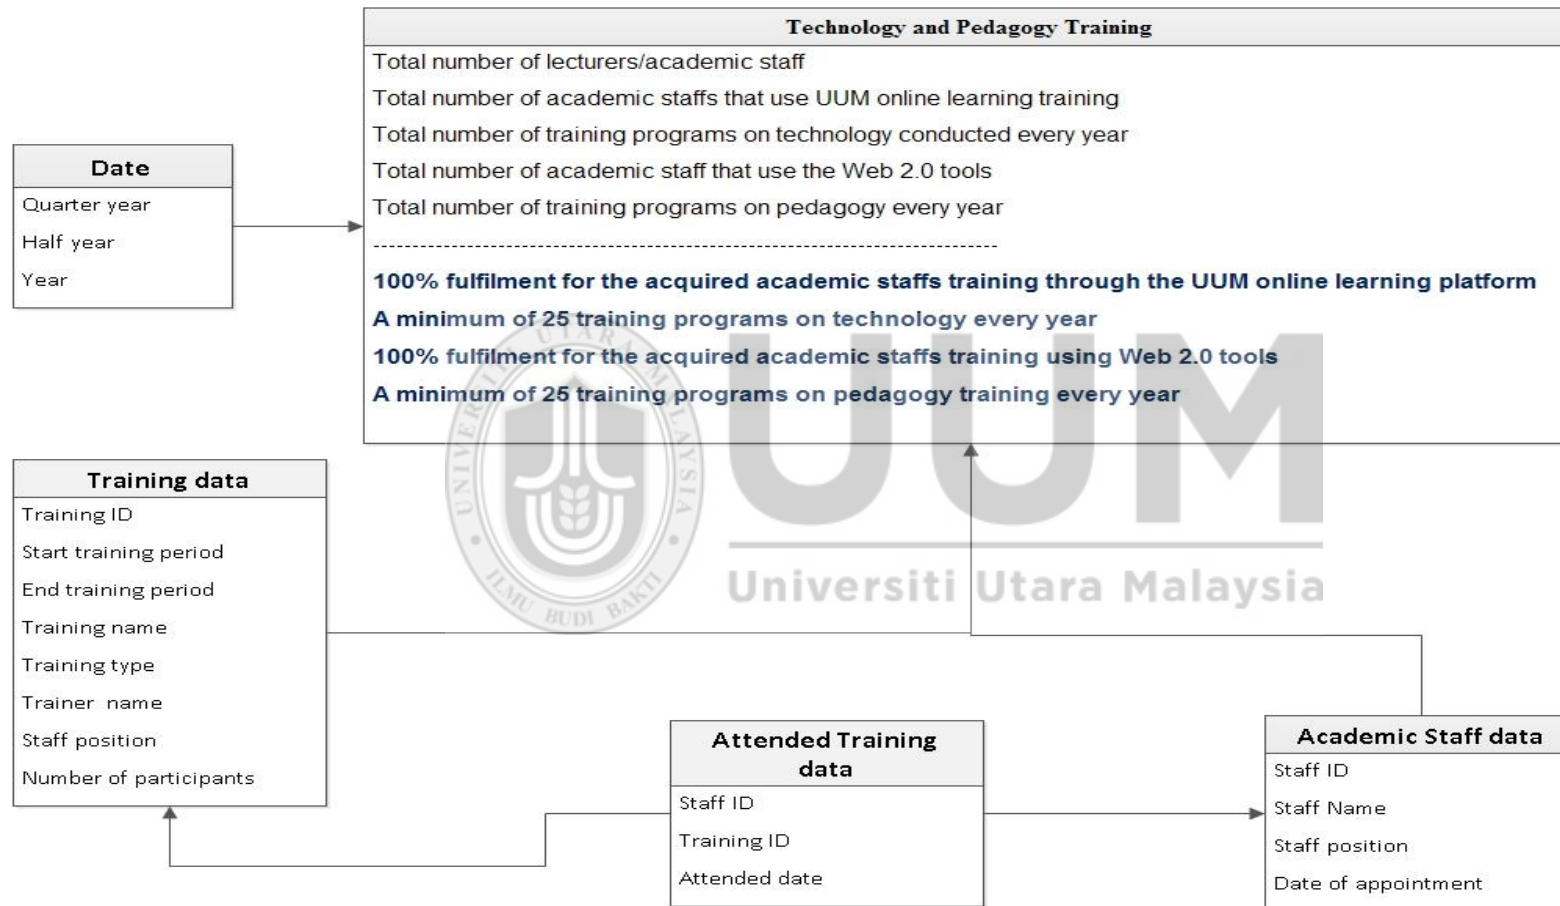 Technology and Pedagogy Training
Total number of lecturers/academic staff
Total number of academic staffs that use UUM online learning training
Total number of training programs on technology conducted every year
Total number of academic staff that use the Web 2.0 tools
Total number of training programs on pedagogy every year
--------------------------------------------------------------------------------
100% fulfilment for the acquired academic staffs training through the UUM online learning platform
A minimum of 25 training programs on technology every year
100% fulfilment for the acquired academic staffs training using Web 2.0 tools
A minimum of 25 training programs on pedagogy training every year
Date
Quarter year
Half year
Year
UNIVERSITI UTARA MALAYSIA
ILMU BUDI BAKTI
UUM
Universiti Utara Malaysia
Training data
Training ID
Start training period
End training period
Training name
Training type
Trainer name
Staff position
Number of participants
Attended Training
data
Staff ID
Training ID
Attended date
Academic Staff data
Staff ID
Staff Name
Staff position
Date of appointment